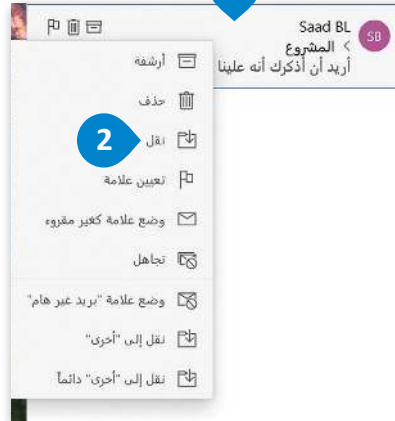 Saad BL
SB
> المشروع
أريد أن أذكرك أنه علينا
أرشفة
حذف
2
نقل
تعيين علامة
وضع علامة كغير مقروء
تجاهل
وضع علامة "بريد غير هام"
نقل إلى "أخرى"
نقل إلى "أخرى" دائماً